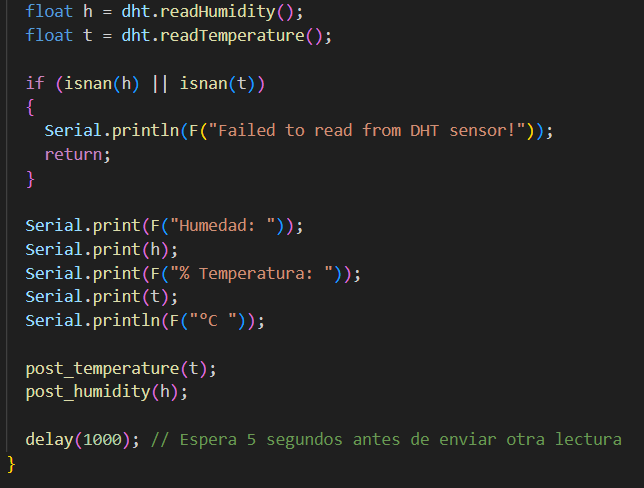 float h = dht.readHumidity();
float t = dht.readTemperature();
if (isnan(h) || isnan(t))
{
Serial.println(F("Failed to read from DHT sensor!"));
return;
}
Serial.print(F("Humedad: "));
Serial.print(h);
Serial.print(F("% Temperatura: "));
Serial.print(t);
Serial.println(F("ºC "));
post_temperature(t);
post_humidity(h);
delay(1000); // Espera 5 segundos antes de enviar otra lectura
}